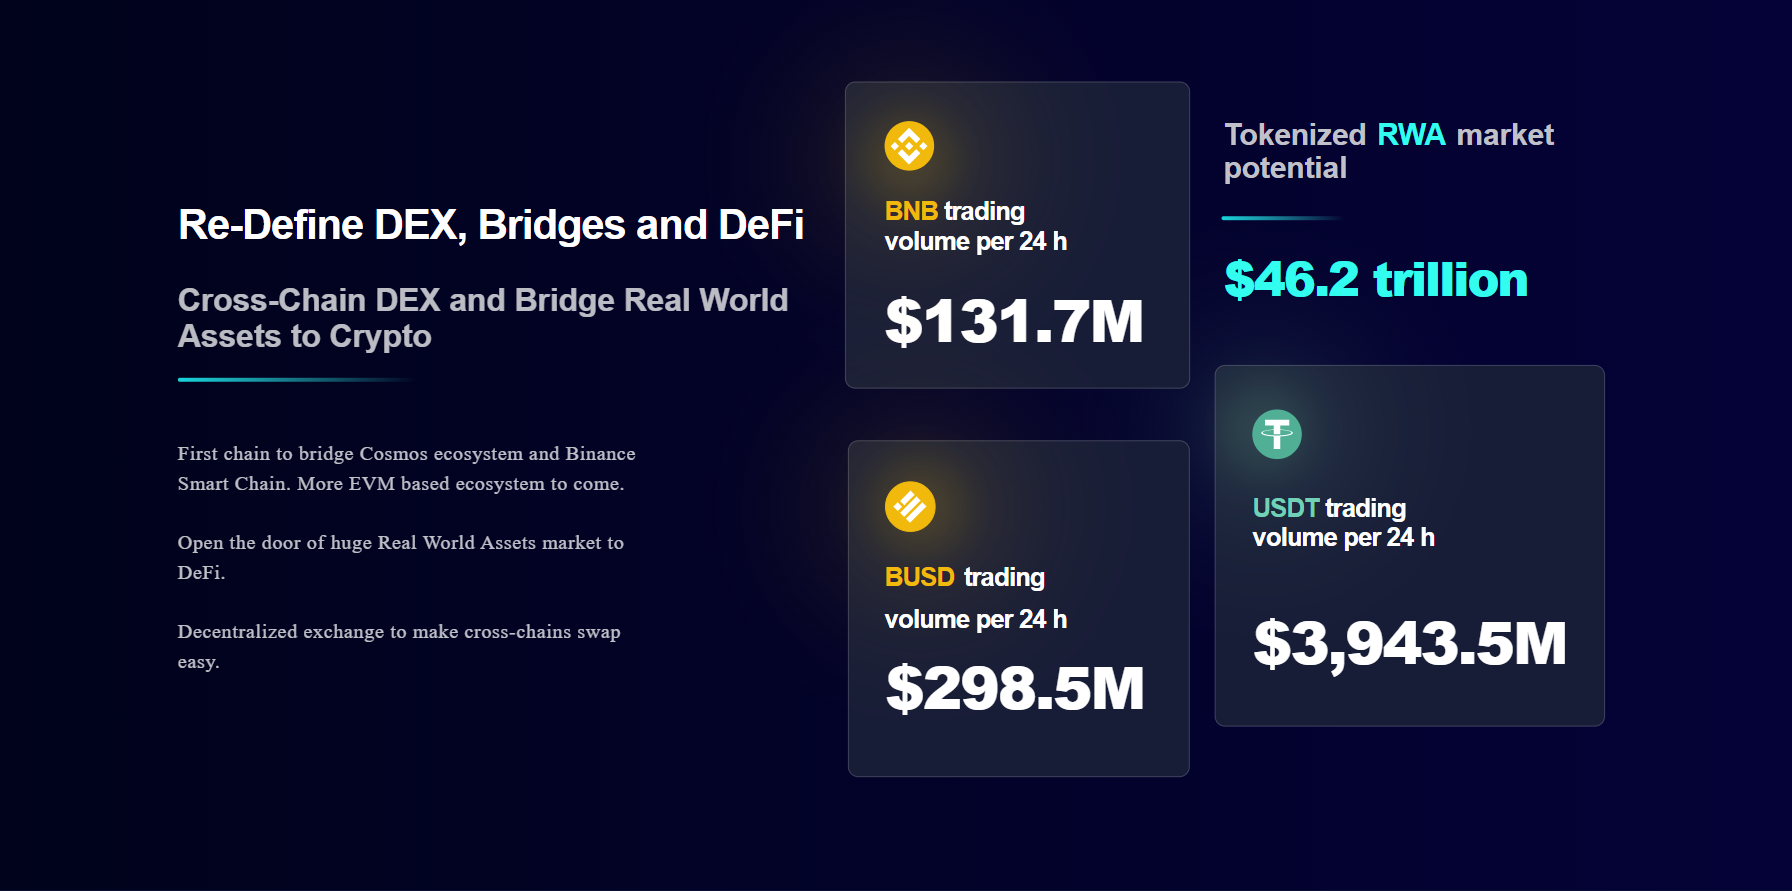 Re-Define DEX, Bridges and DeFi
Cross-Chain DEX and Bridge Real World
Assets to Crypto
First chain to bridge Cosmos ecosystem and Binance
Smart Chain. More EVM based ecosystem to come.
Open the door of huge Real World Assets market to
DeFi.
Decentralized exchange to make cross-chains swap
easy.
BNB trading
volume per 24 h
$131.7M
BUSD trading
volume per 24 h
$298.5M
Tokenized RWA market
potential
$46.2 trillion
USDT trading
volume per 24 h
$3,943.5M